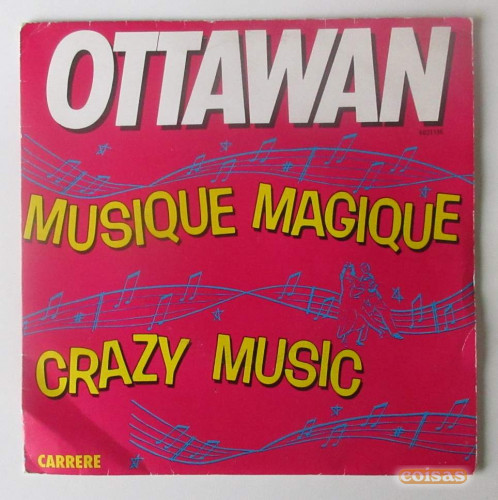 OTTAWAN
MUSIQUE MAGIQUE
CRAZY MUSIC
CARRERE
coisas